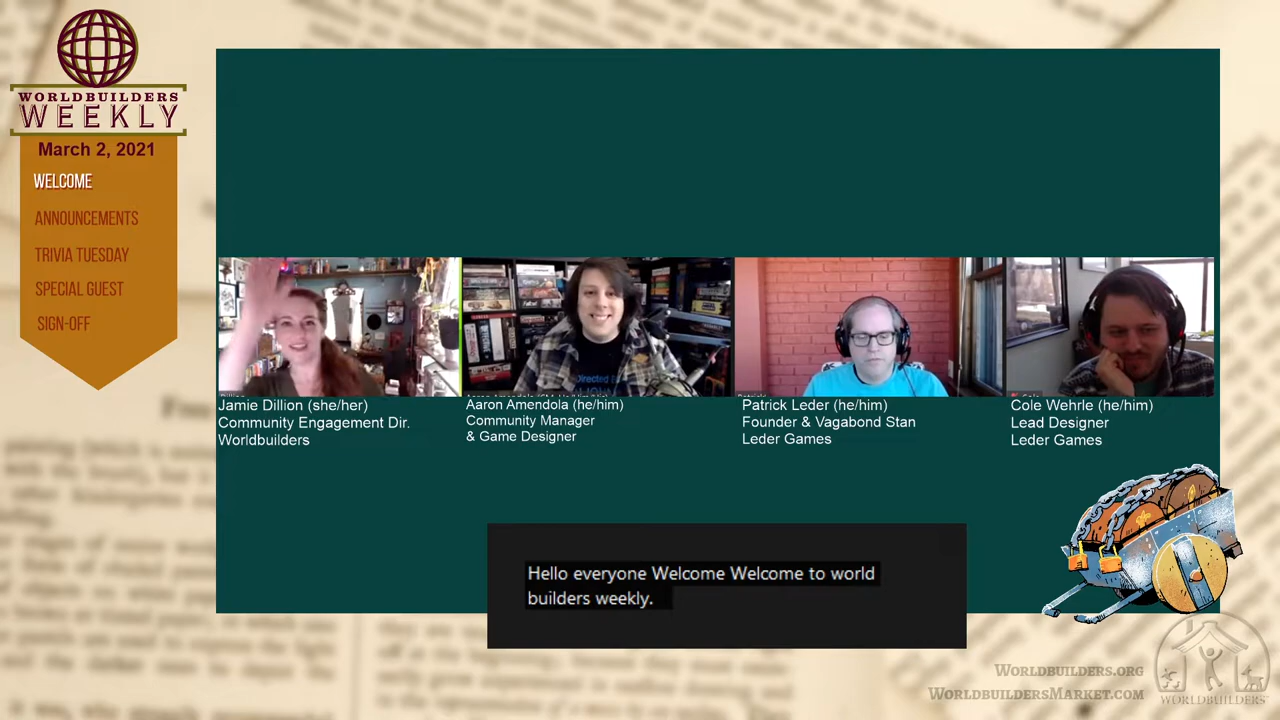 WORLDBUILDERS
WEEKLY
March 2, 2021
WELCOME
ANNOUNCEMENTS
TRIVIA TUESDAY
SPECIAL GUEST
SIGN-OFF
Jamie Dillion (she/her)
Community Engagement Dir.
Worldbuilders
Aaron Amendola (he/him)
Community Manager
& Game Designer
Patrick Leder (he/him)
Founder & Vagabond Stan
Leder Games
Cole Wehrle (he/him)
Lead Designer
Leder Games
Hello everyone Welcome Welcome to world
builders weekly.
Worldbuilders.org
WorldbuildersMarket.com
WORLDBUILDERS